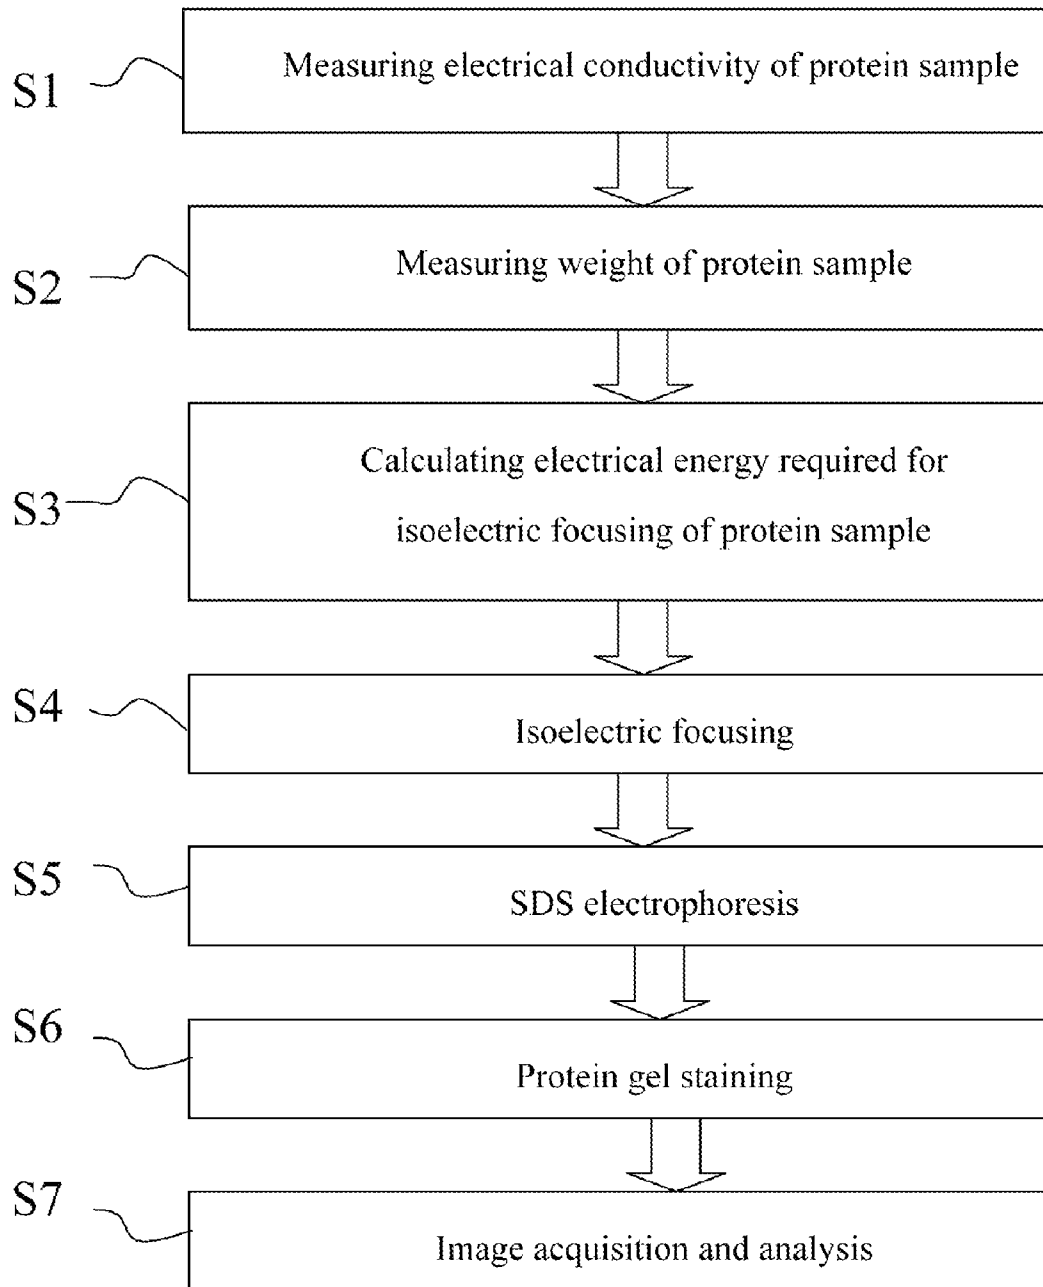 S1
Measuring electrical conductivity of protein sample
S2
Measuring weight of protein sample
S3
Calculating electrical energy required for
isoelectric focusing of protein sample
S4
Isoelectric focusing
S5
SDS electrophoresis
S6
Protein gel staining
S7
Image acquisition and analysis